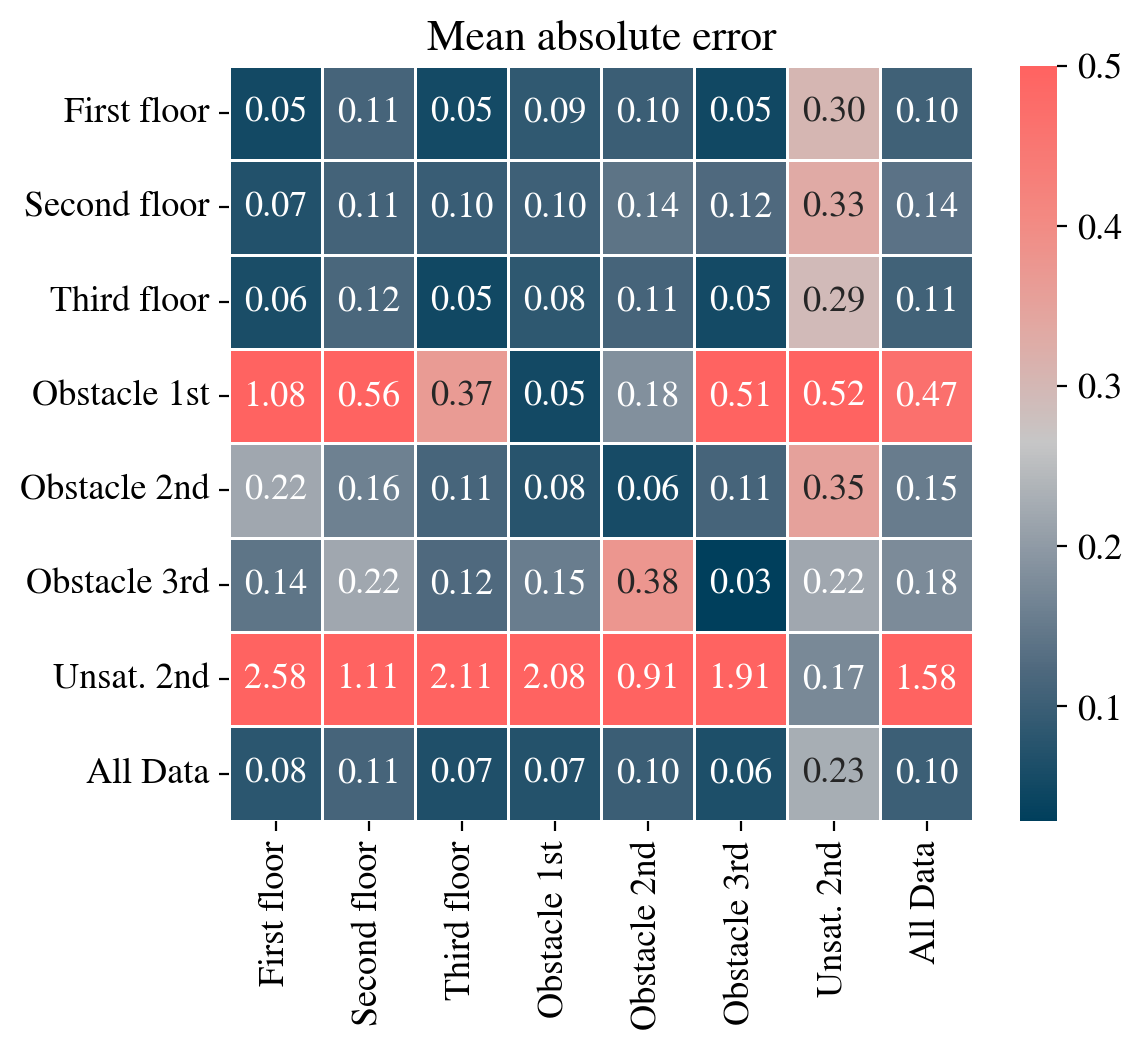 Mean absolute error
First floor 0.05 0.11 0.05 0.09 0.10 0.05 0.30 0.10
Second floor 0.07 0.11 0.10 0.10 0.14 0.12 0.33 0.14
Third floor 0.06 0.12 0.05 0.08 0.11 0.05 0.29 0.11
Obstacle 1st 1.08 0.56 0.37 0.05 0.18 0.51 0.52 0.47
Obstacle 2nd 0.22 0.16 0.11 0.08 0.06 0.11 0.35 0.15
Obstacle 3rd 0.14 0.22 0.12 0.15 0.38 0.03 0.22 0.18
Unsat. 2nd 2.58 1.11 2.11 2.08 0.91 1.91 0.17 1.58
All Data 0.08 0.11 0.07 0.07 0.10 0.06 0.23 0.10
First floor
Second floor
Third floor
Obstacle 1st
Obstacle 2nd
Obstacle 3rd
Unsat. 2nd
All Data
0.5
0.4
0.3
0.2
0.1